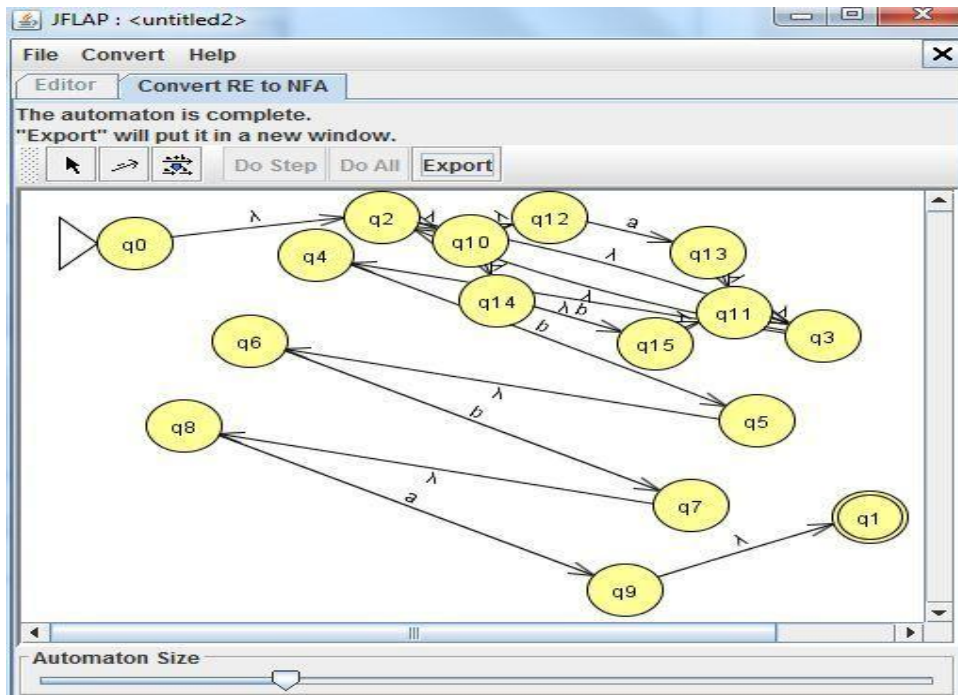 JFLAP : <untitled2>
File Convert Help
Editor Convert RE to NFA
The automaton is complete.
"Export" will put it in a new window.
Do Step Do All Export
q0 λ q2 λ λ q12 a q13
q4 q10 λ
q14 λ b λ q11 λ q3
q15 λ
q6 b q5
λ
q8 b
λ q7
a q1
λ
q9
Automaton Size